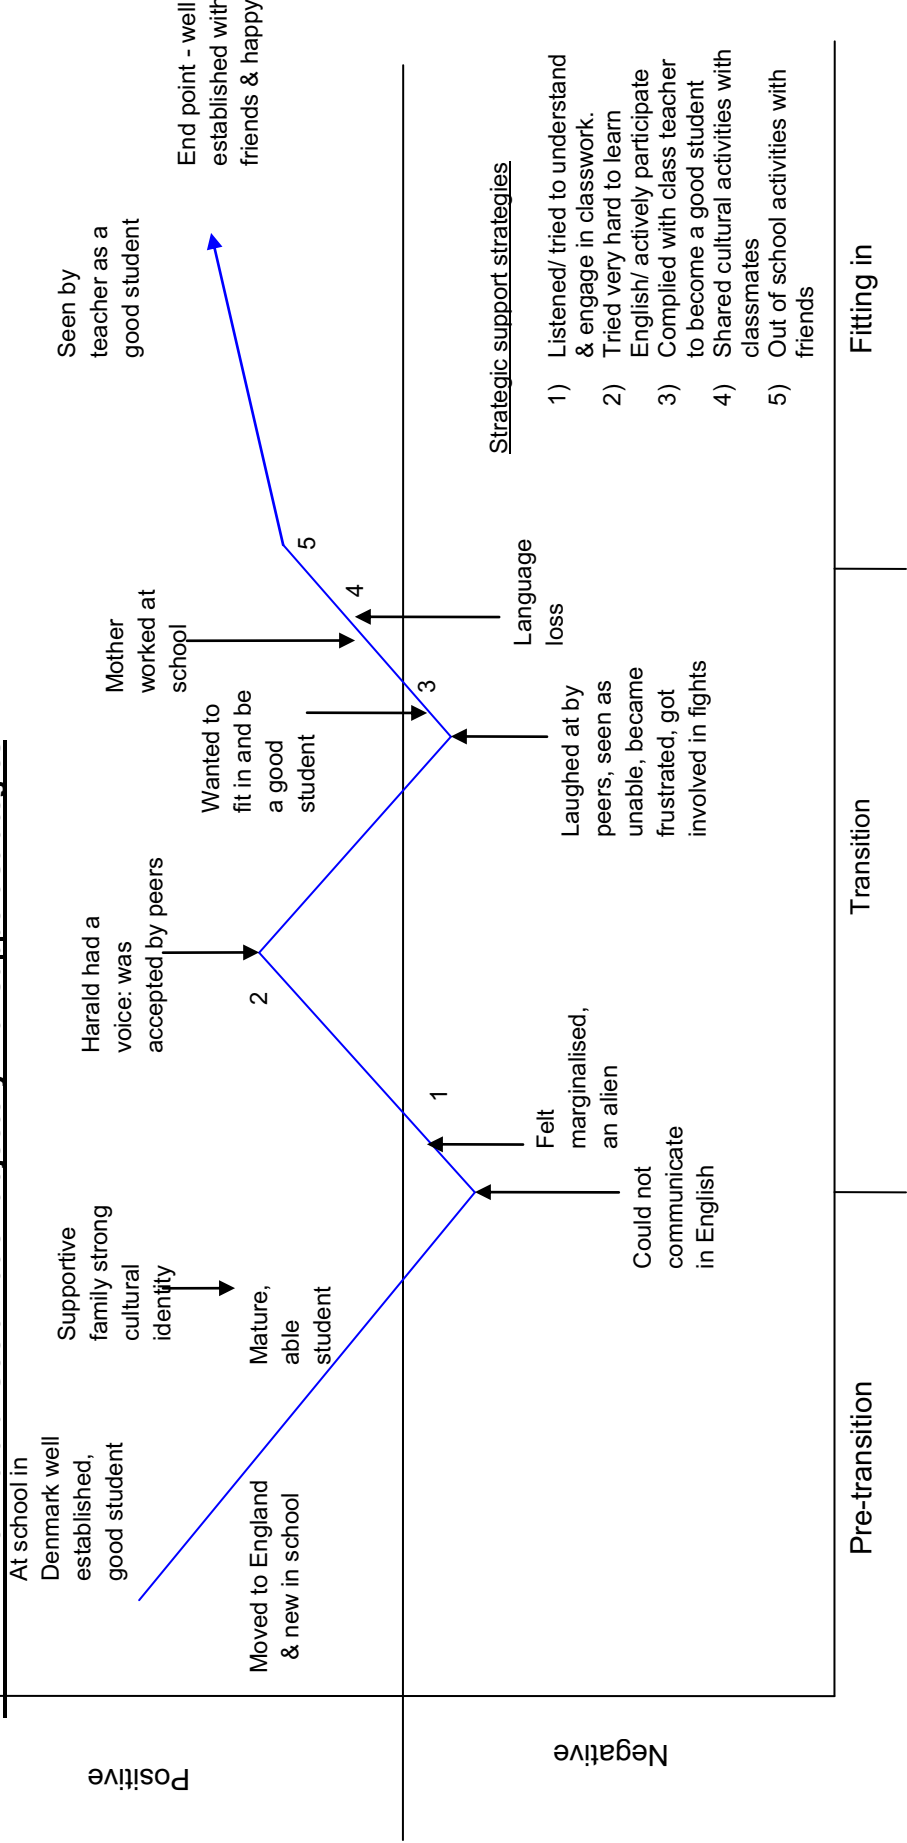 At school in
Denmark well
established,
good student
Supportive
family strong
cultural
identity
Mature,
able
student
Moved to England
& new in school
Harald had a
voice: was
accepted by peers
Wanted to
fit in and be
a good
student
Mother
worked at
school
Seen by
teacher as a
good student
End point - well
established with
friends & happy
Positive
Negative
1
2
3
4
5
Could not
communicate
in English
Felt
marginalised,
an alien
Laughed at by
peers, seen as
unable, became
frustrated, got
involved in fights
Language
loss
Strategic support strategies
1) Listened/ tried to understand
& engage in classwork.
2) Tried very hard to learn
English/ actively participate
3) Complied with class teacher
to become a good student
4) Shared cultural activities with
classmates
5) Out of school activities with
friends
Pre-transition
Transition
Fitting in